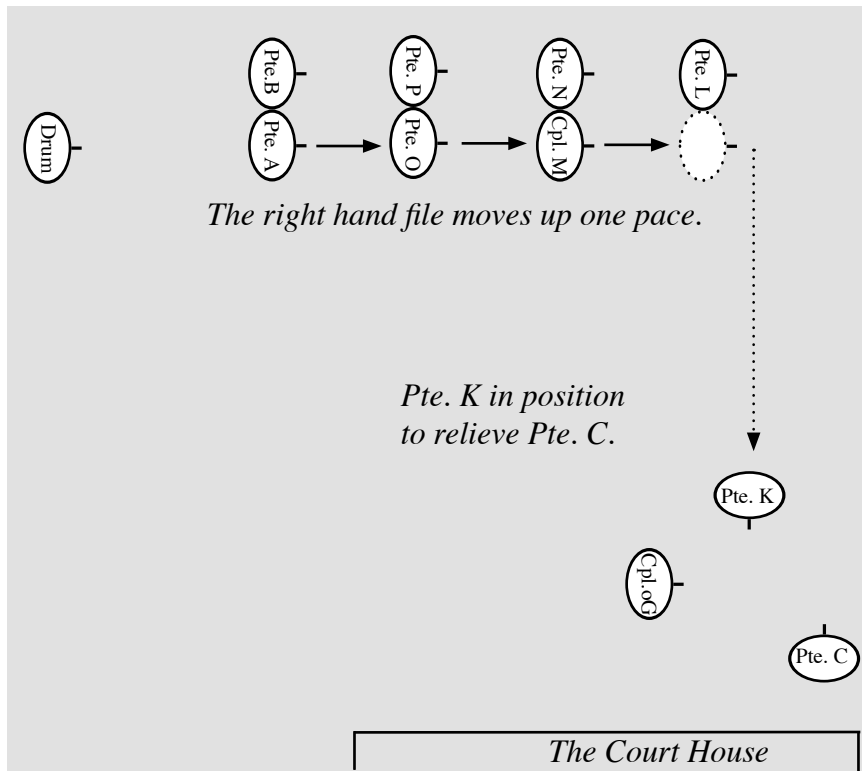 Pte.B
Pte. P
Pte. N
Pte. L
Drum
Pte. A
Pte. O
Cpl. M
The right hand file moves up one pace.
Pte. K in position
to relieve Pte. C.
Pte. K
Cpl.oG
Pte. C
The Court House